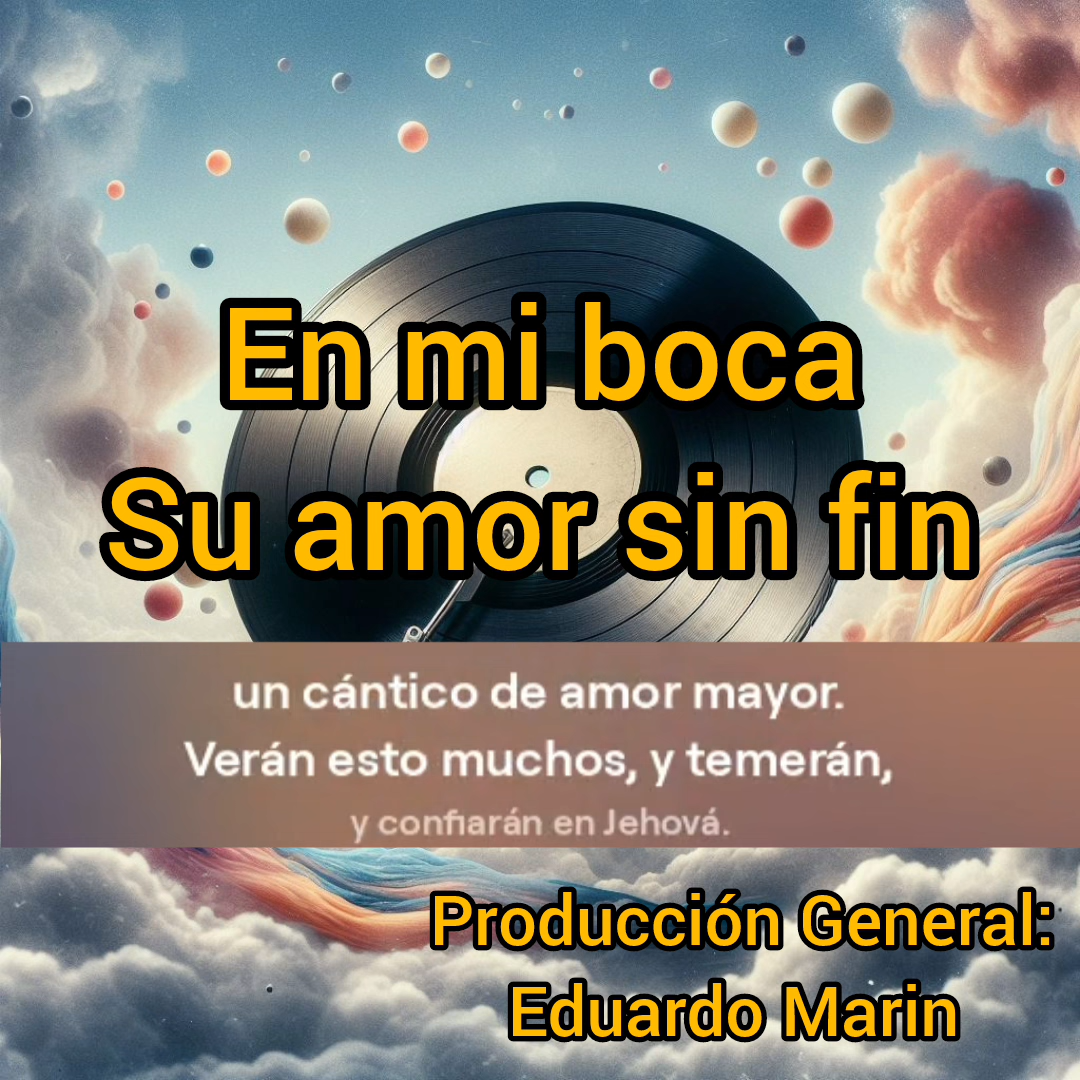 En mi boca
Su amor sin fin
un cántico de amor mayor.
Verán esto muchos, y temerán,
y confiarán en Jehová.
Producción General:
Eduardo Marin